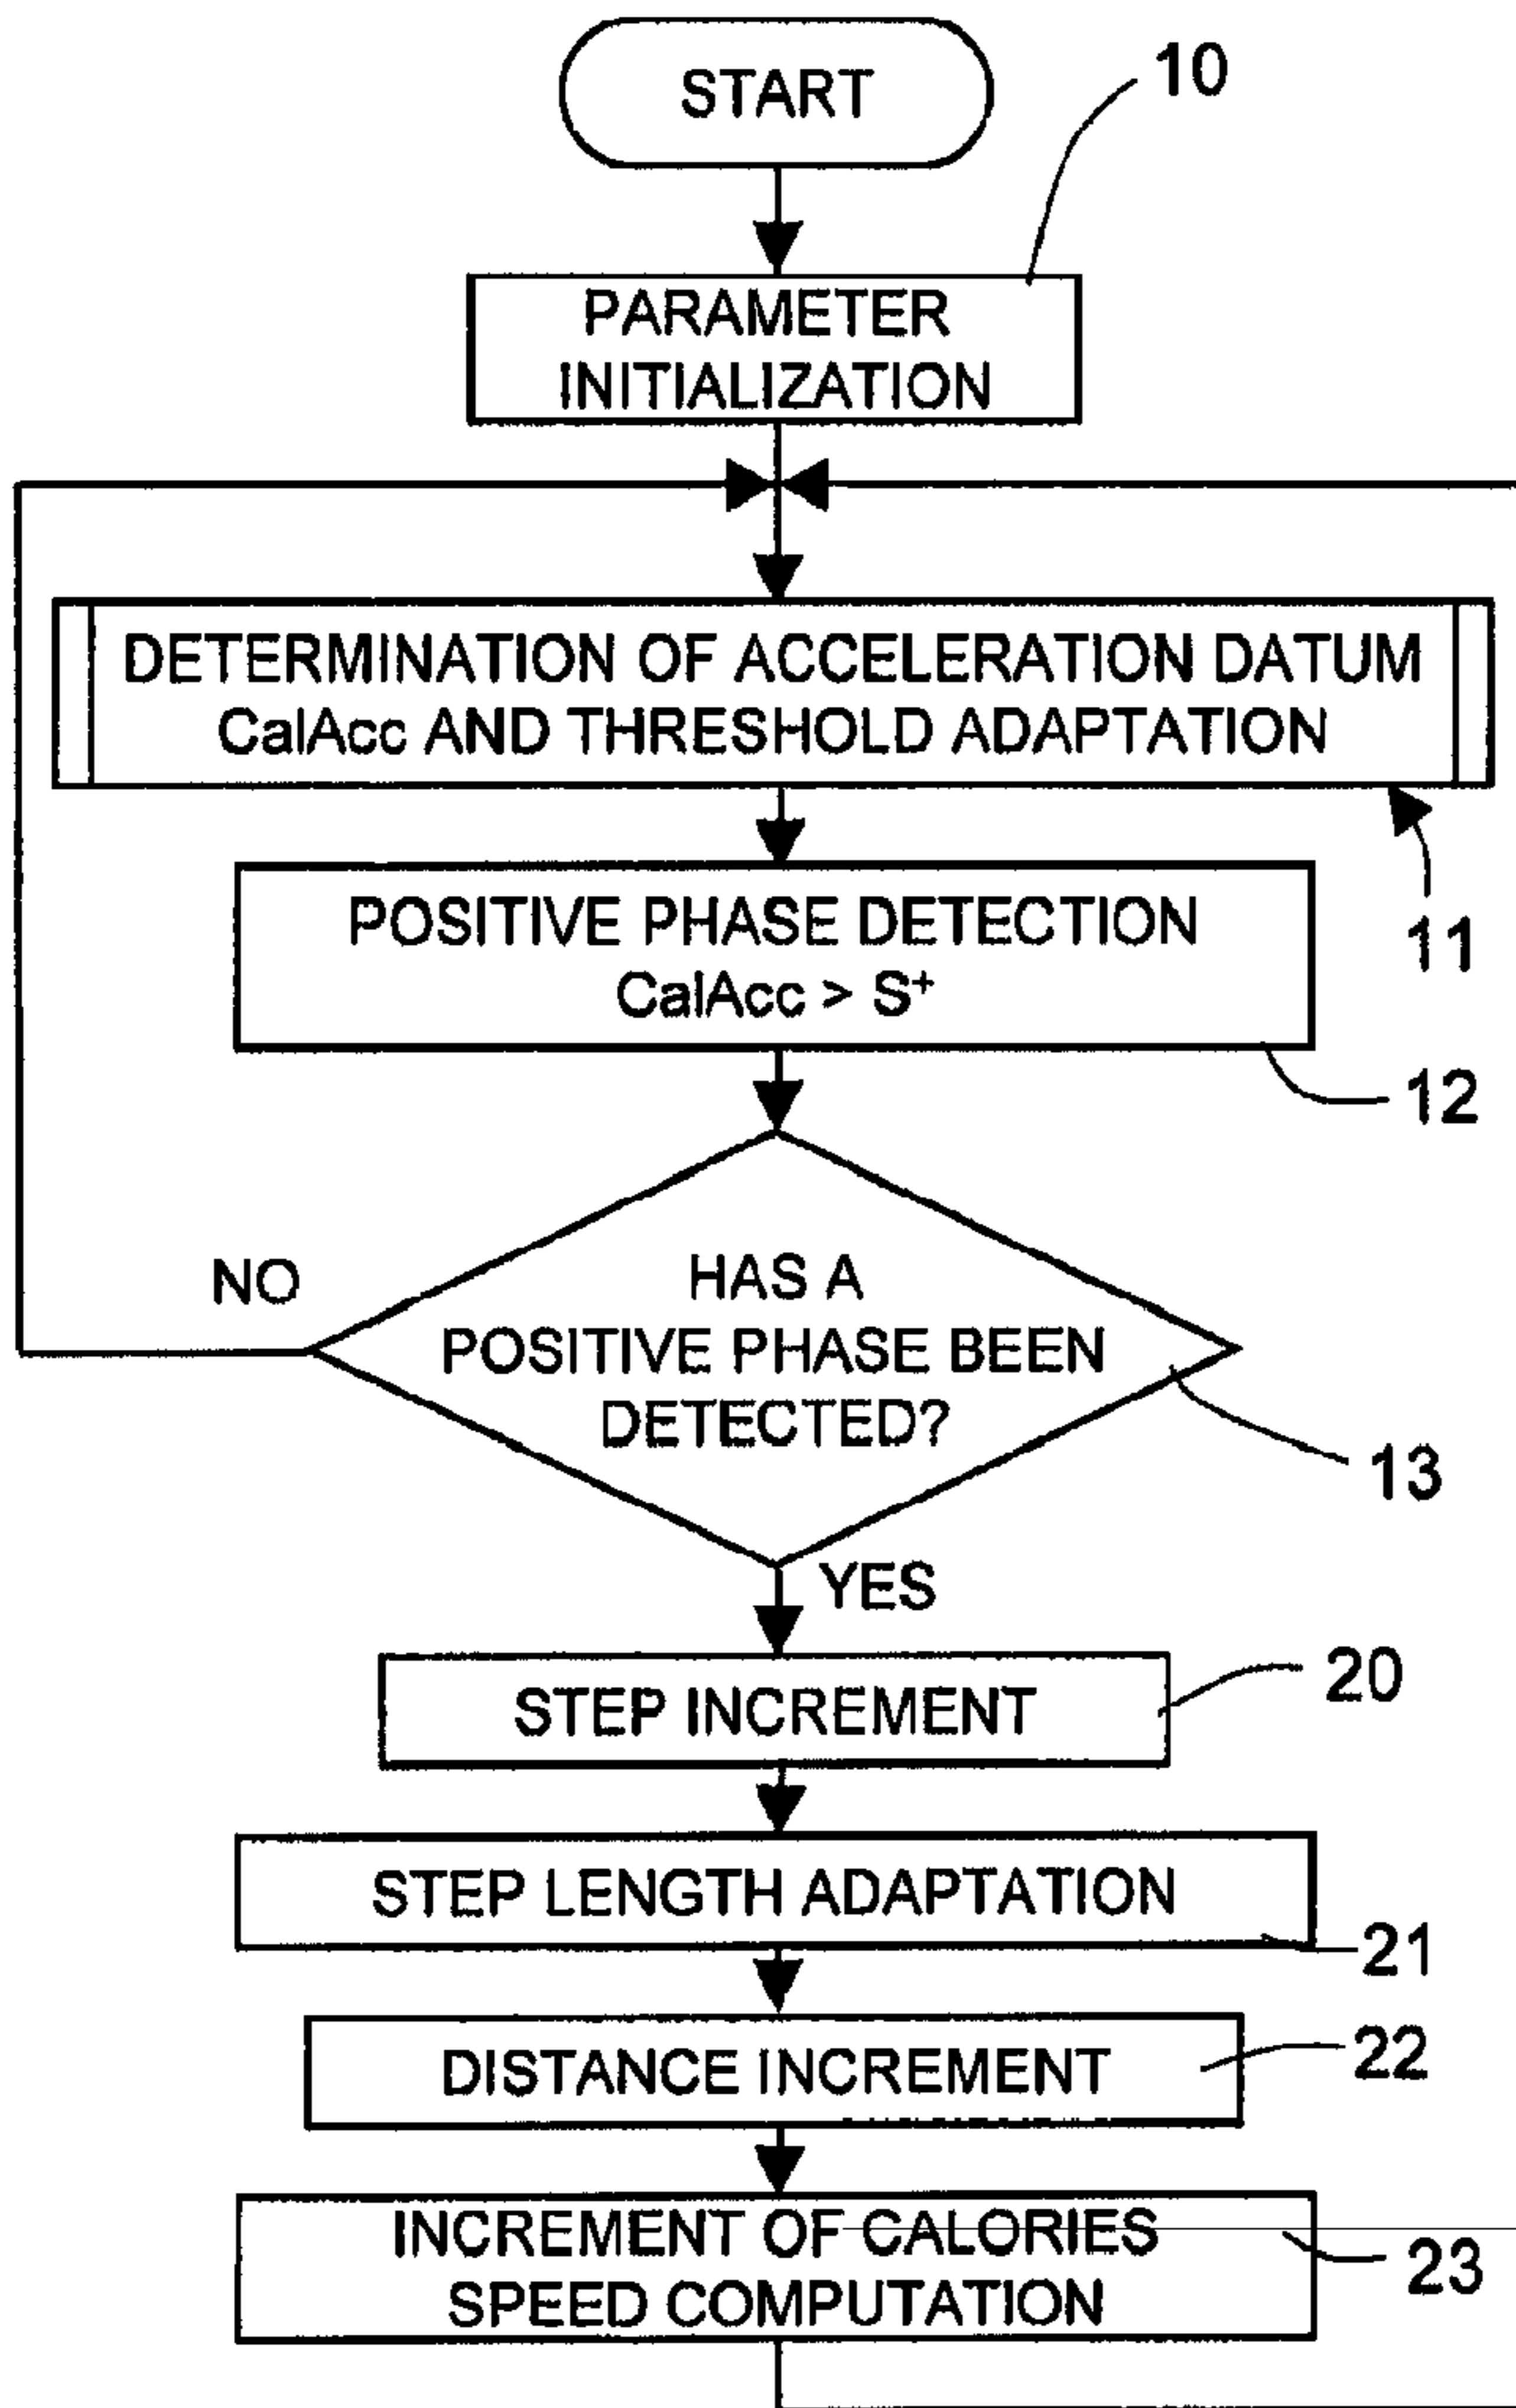 START
10
PARAMETER
INITIALIZATION
DETERMINATION OF ACCELERATION DATUM
CalAcc AND THRESHOLD ADAPTATION
11
POSITIVE PHASE DETECTION
CalAcc > S⁺
12
HAS A
POSITIVE PHASE BEEN
DETECTED?
NO
13
YES
STEP INCREMENT
20
STEP LENGTH ADAPTATION
21
DISTANCE INCREMENT
22
INCREMENT OF CALORIES
SPEED COMPUTATION
23